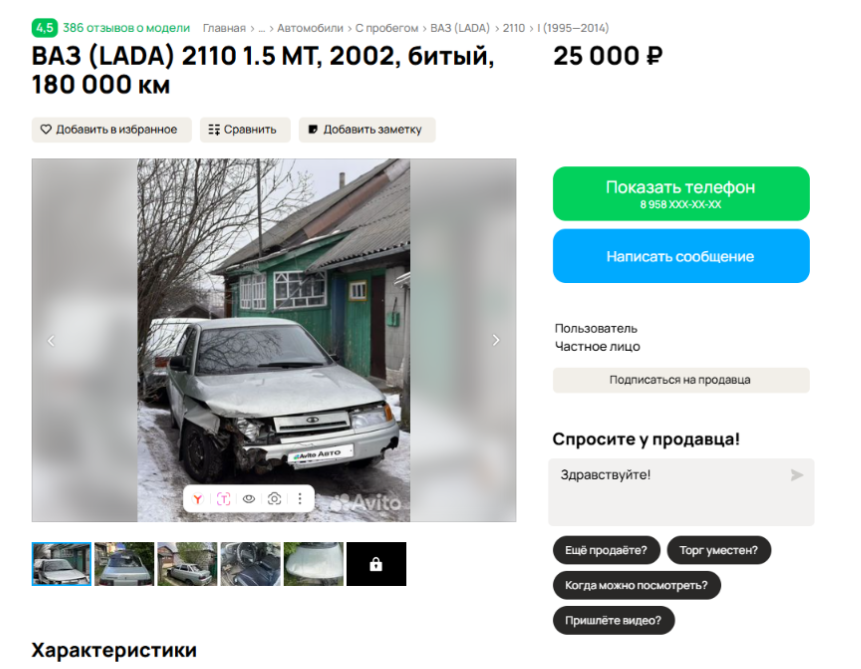 4,5 386 отзывов о модели Главная › ... › Автомобили › С пробегом › ВАЗ (LADA) › 2110 › I (1995—2014)
ВАЗ (LADA) 2110 1.5 MT, 2002, битый,
180 000 км
25 000 ₽
Добавить в избранное
Сравнить
Добавить заметку
Avito Авто
Avito
Показать телефон
8 958 XXX-XX-XX
Написать сообщение
Пользователь
Частное лицо
Подписаться на продавца
Спросите у продавца!
Здравствуйте!
Ещё продаёте?
Торг уместен?
Когда можно посмотреть?
Пришлёте видео?
Характеристики